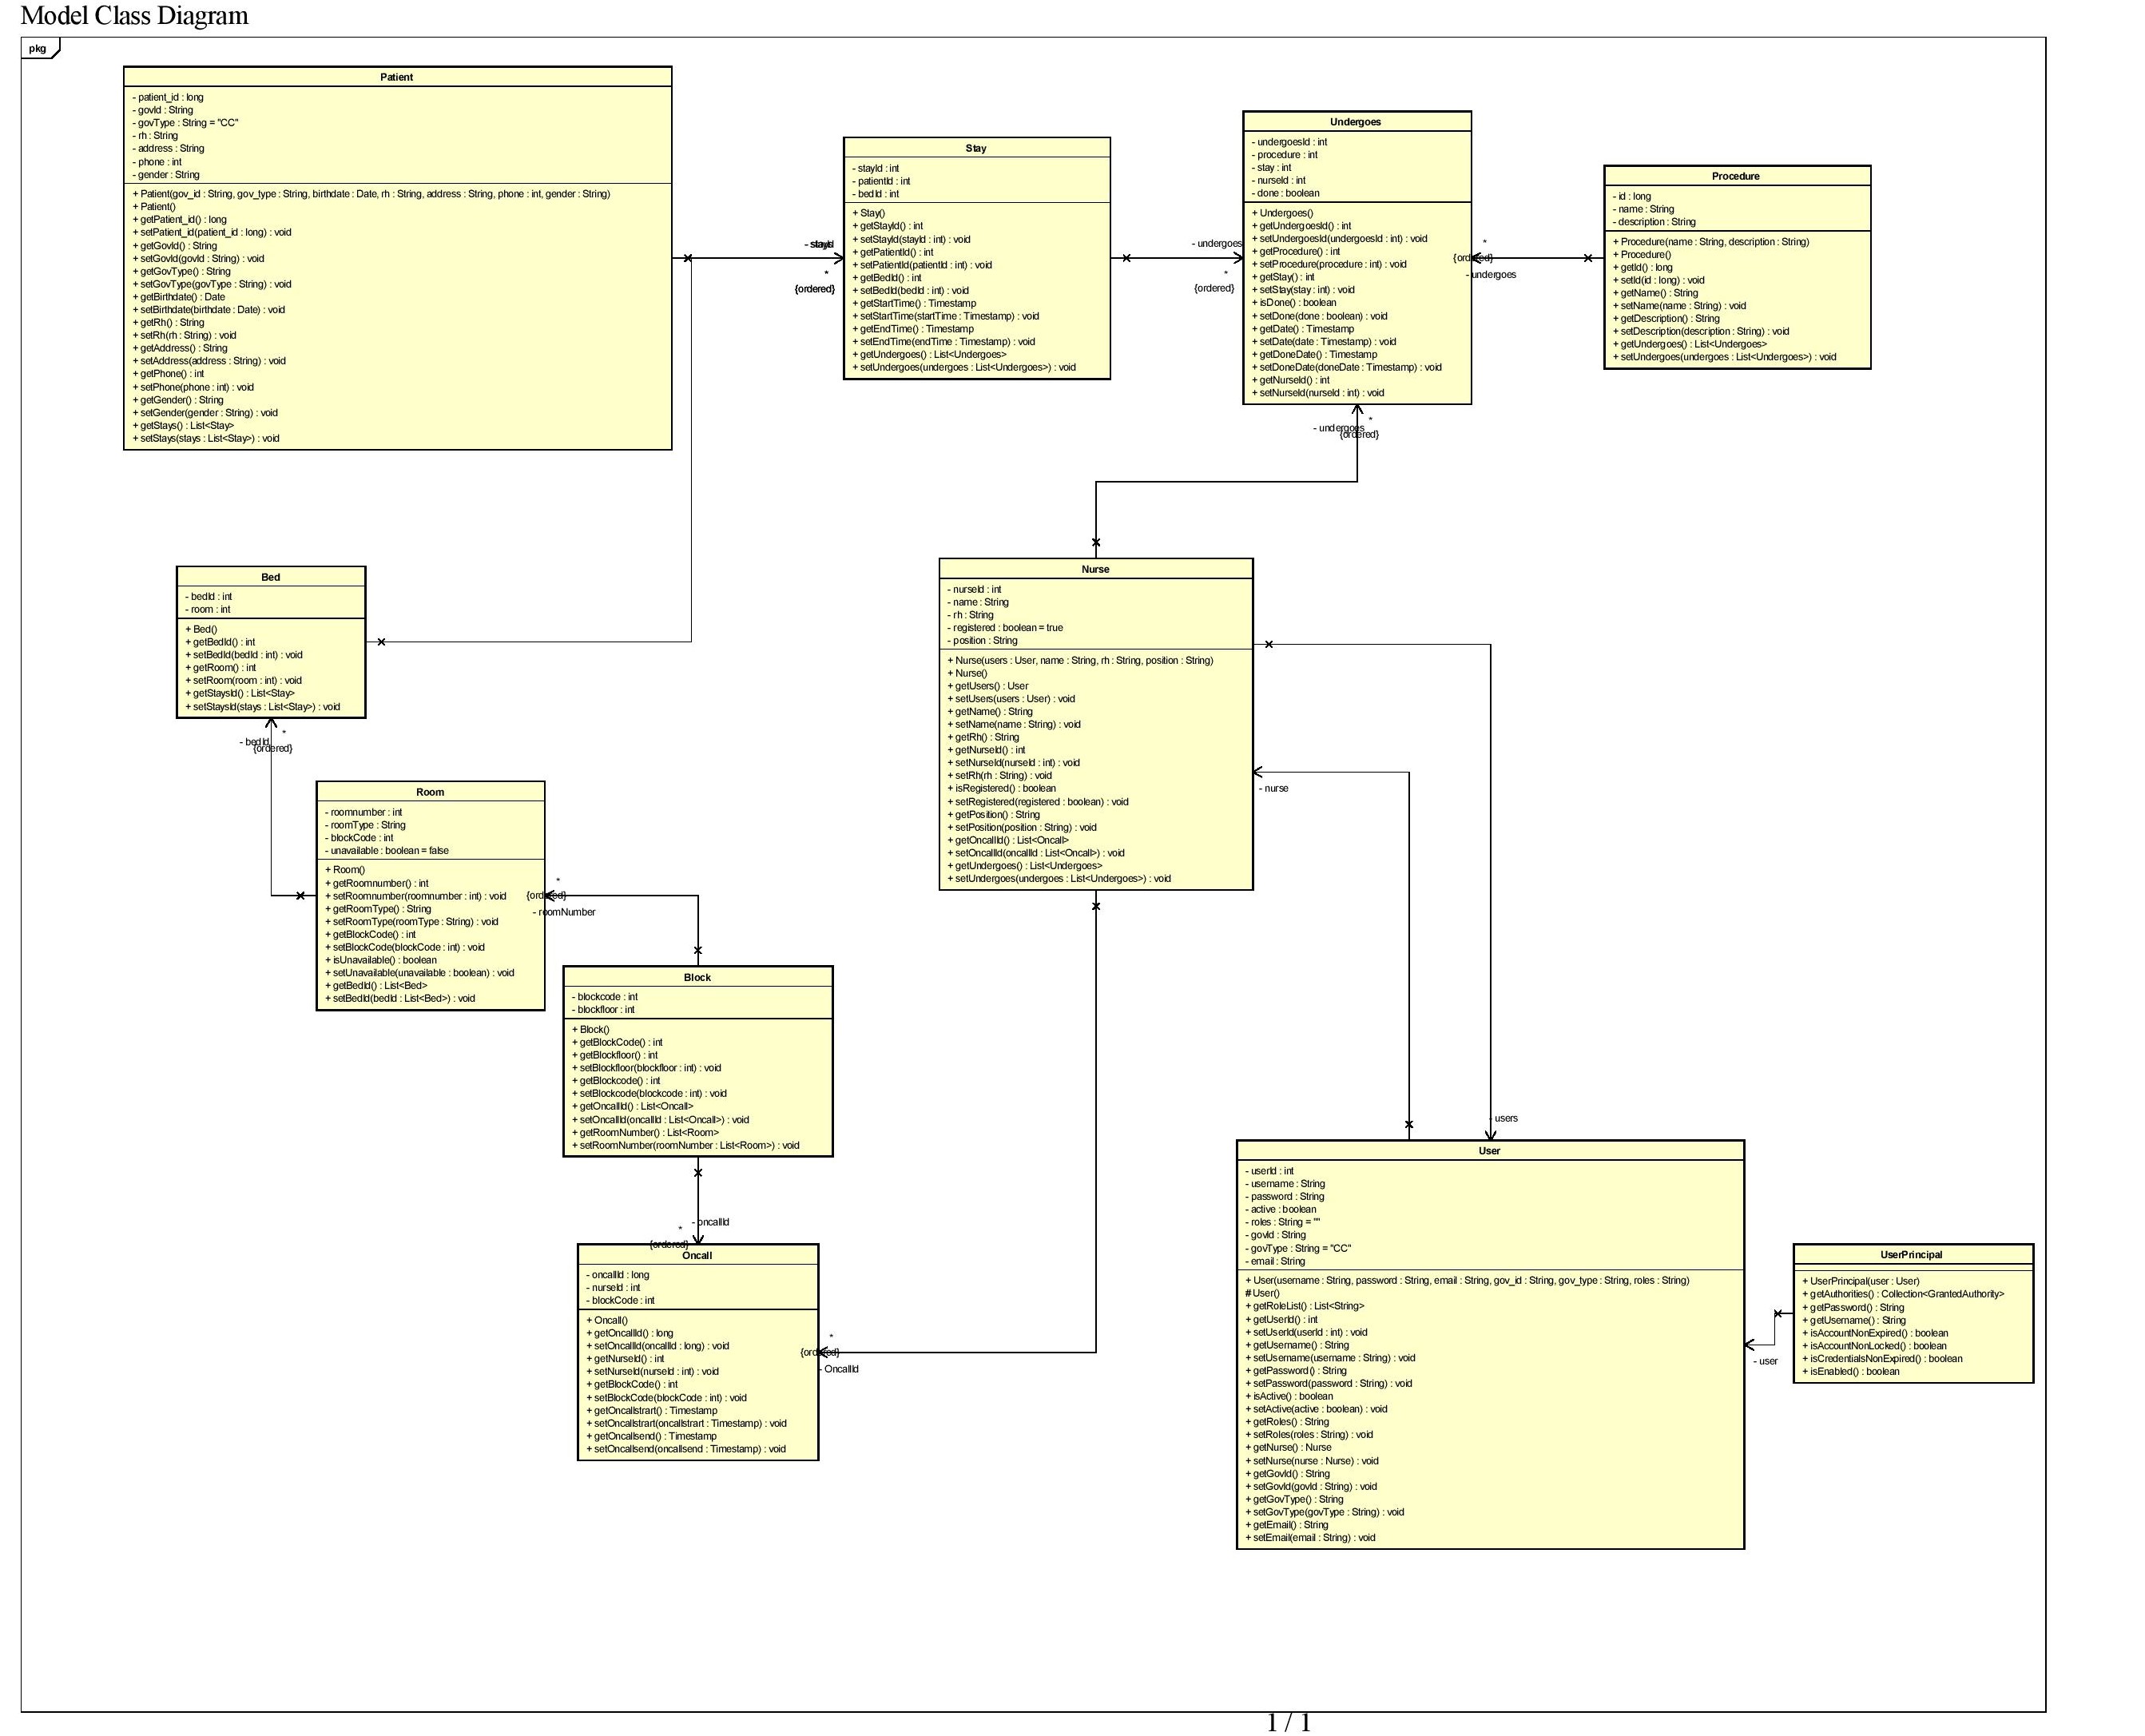 Model Class Diagram
pkg
Patient
- patient_id : long
- govId : String
- govType : String = "CC"
- rh : String
- address : String
- phone : int
- gender : String
+ Patient(gov_id : String, gov_type : String, birthdate : Date, rh : String, address : String, phone : int, gender : String)
+ Patient()
+ getPatient_id() : long
+ setPatient_id(patient_id : long) : void
+ getGovId() : String
+ setGovId(govId : String) : void
+ getGovType() : String
+ setGovType(govType : String) : void
+ getBirthdate() : Date
+ setBirthdate(birthdate : Date) : void
+ getRh() : String
+ setRh(rh : String) : void
+ getAddress() : String
+ setAddress(address : String) : void
+ getPhone() : int
+ setPhone(phone : int) : void
+ getGender() : String
+ setGender(gender : String) : void
+ getStays() : List<Stay>
+ setStays(stays : List<Stay>) : void
*
{ordered}
Stay
- stayId : int
- patientId : int
- bedId : int
+ Stay()
+ getStayId() : int
+ setStayId(stayId : int) : void
+ getPatientId() : int
+ setPatientId(patientId : int) : void
+ getBedId() : int
+ setBedId(bedId : int) : void
+ getStartTime() : Timestamp
+ setStartTime(startTime : Timestamp) : void
+ getEndTime() : Timestamp
+ setEndTime(endTime : Timestamp) : void
+ getUndergoes() : List<Undergoes>
+ setUndergoes(undergoes : List<Undergoes>) : void
- undergoes
*
{ordered}
Undergoes
- undergoesId : int
- procedure : int
- stay : int
- nurseId : int
- done : boolean
+ Undergoes()
+ getUndergoesId() : int
+ setUndergoesId(undergoesId : int) : void
+ getProcedure() : int
+ setProcedure(procedure : int) : void
+ getStay() : int
+ setStay(stay : int) : void
+ isDone() : boolean
+ setDone(done : boolean) : void
+ getDate() : Timestamp
+ setDate(date : Timestamp) : void
+ getDoneDate() : Timestamp
+ setDoneDate(doneDate : Timestamp) : void
+ getNurseId() : int
+ setNurseId(nurseId : int) : void
*
{ordered}
- undergoes
Procedure
- id : long
- name : String
- description : String
+ Procedure(name : String, description : String)
+ Procedure()
+ getId() : long
+ setId(id : long) : void
+ getName() : String
+ setName(name : String) : void
+ getDescription() : String
+ setDescription(description : String) : void
+ getUndergoes() : List<Undergoes>
+ setUndergoes(undergoes : List<Undergoes>) : void
*
- undergoes
{ordered}
Bed
- bedId : int
- room : int
+ Bed()
+ getBedId() : int
+ setBedId(bedId : int) : void
+ getRoom() : int
+ setRoom(room : int) : void
+ getStaysId() : List<Stay>
+ setStaysId(stays : List<Stay>) : void
*
- bedId
{ordered}
Nurse
- nurseId : int
- name : String
- rh : String
- registered : boolean = true
- position : String
+ Nurse(users : User, name : String, rh : String, position : String)
+ Nurse()
+ getUsers() : User
+ setUsers(users : User) : void
+ getName() : String
+ setName(name : String) : void
+ getRh() : String
+ getNurseId() : int
+ setNurseId(nurseId : int) : void
+ setRh(rh : String) : void
+ isRegistered() : boolean
+ setRegistered(registered : boolean) : void
+ getPosition() : String
+ setPosition(position : String) : void
+ getOncallId() : List<Oncall>
+ setOncallId(oncallId : List<Oncall>) : void
+ getUndergoes() : List<Undergoes>
+ setUndergoes(undergoes : List<Undergoes>) : void
- nurse
Room
- roomnumber : int
- roomType : String
- blockCode : int
- unavailable : boolean = false
+ Room()
+ getRoomnumber() : int
+ setRoomnumber(roomnumber : int) : void
+ getRoomType() : String
+ setRoomType(roomType : String) : void
+ getBlockCode() : int
+ setBlockCode(blockCode : int) : void
+ isUnavailable() : boolean
+ setUnavailable(unavailable : boolean) : void
+ getBedId() : List<Bed>
+ setBedId(bedId : List<Bed>) : void
*
{ordered}
- roomNumber
Block
- blockcode : int
- blockfloor : int
+ Block()
+ getBlockCode() : int
+ getBlockfloor() : int
+ setBlockfloor(blockfloor : int) : void
+ getBlockcode() : int
+ setBlockcode(blockcode : int) : void
+ getOncallId() : List<Oncall>
+ setOncallId(oncallId : List<Oncall>) : void
+ getRoomNumber() : List<Room>
+ setRoomNumber(roomNumber : List<Room>) : void
- oncallId
*
{ordered}
Oncall
- oncallId : long
- nurseId : int
- blockCode : int
+ Oncall()
+ getOncallId() : long
+ setOncallId(oncallId : long) : void
+ getNurseId() : int
+ setNurseId(nurseId : int) : void
+ getBlockCode() : int
+ setBlockCode(blockCode : int) : void
+ getOncallstrart() : Timestamp
+ setOncallstrart(oncallstrart : Timestamp) : void
+ getOncallsend() : Timestamp
+ setOncallsend(oncallsend : Timestamp) : void
*
{ordered}
- OncallId
- users
User
- userId : int
- username : String
- password : String
- active : boolean
- roles : String = ""
- govId : String
- govType : String = "CC"
- email : String
+ User(username : String, password : String, email : String, gov_id : String, gov_type : String, roles : String)
# User()
+ getRoleList() : List<String>
+ getUserId() : int
+ setUserId(userId : int) : void
+ getUsername() : String
+ setUsername(username : String) : void
+ getPassword() : String
+ setPassword(password : String) : void
+ isActive() : boolean
+ setActive(active : boolean) : void
+ getRoles() : String
+ setRoles(roles : String) : void
+ getNurse() : Nurse
+ setNurse(nurse : Nurse) : void
+ getGovId() : String
+ setGovId(govId : String) : void
+ getGovType() : String
+ setGovType(govType : String) : void
+ getEmail() : String
+ setEmail(email : String) : void
- user
UserPrincipal
+ UserPrincipal(user : User)
+ getAuthorities() : Collection<GrantedAuthority>
+ getPassword() : String
+ getUsername() : String
+ isAccountNonExpired() : boolean
+ isAccountNonLocked() : boolean
+ isCredentialsNonExpired() : boolean
+ isEnabled() : boolean
1 / 1